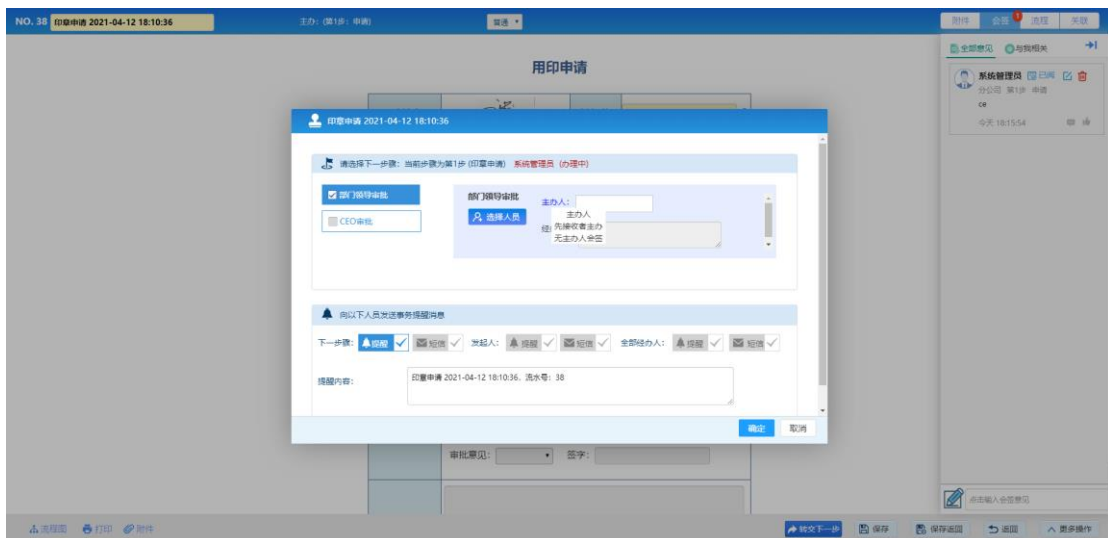 NO. 38 印章申请 2021-04-12 18:10:36 主办: (第1步: 申请) 普通 附件 会签 1 流程 关联
全部意见 与我相关
用印申请
系统管理员 已阅
分公司 第1步 申请
ce
今天 18:15:54
印章申请 2021-04-12 18:10:36
请选择下一步骤: 当前步骤为第1步 (印章申请) 系统管理员 (办理中)
部门领导审批 部门领导审批 主办人:
选择人员 主办人
CEO审批 先接收者主办
无主办人会签
向以下人员发送事务提醒消息
下一步骤: 提醒 短信 发起人: 提醒 短信 全部经办人: 提醒 短信
提醒内容: 印章申请 2021-04-12 18:10:36, 流水号: 38
确定 取消
审批意见: 签字:
点击输入会签意见
流程图 打印 附件 转交下一步 保存 保存返回 返回 更多操作